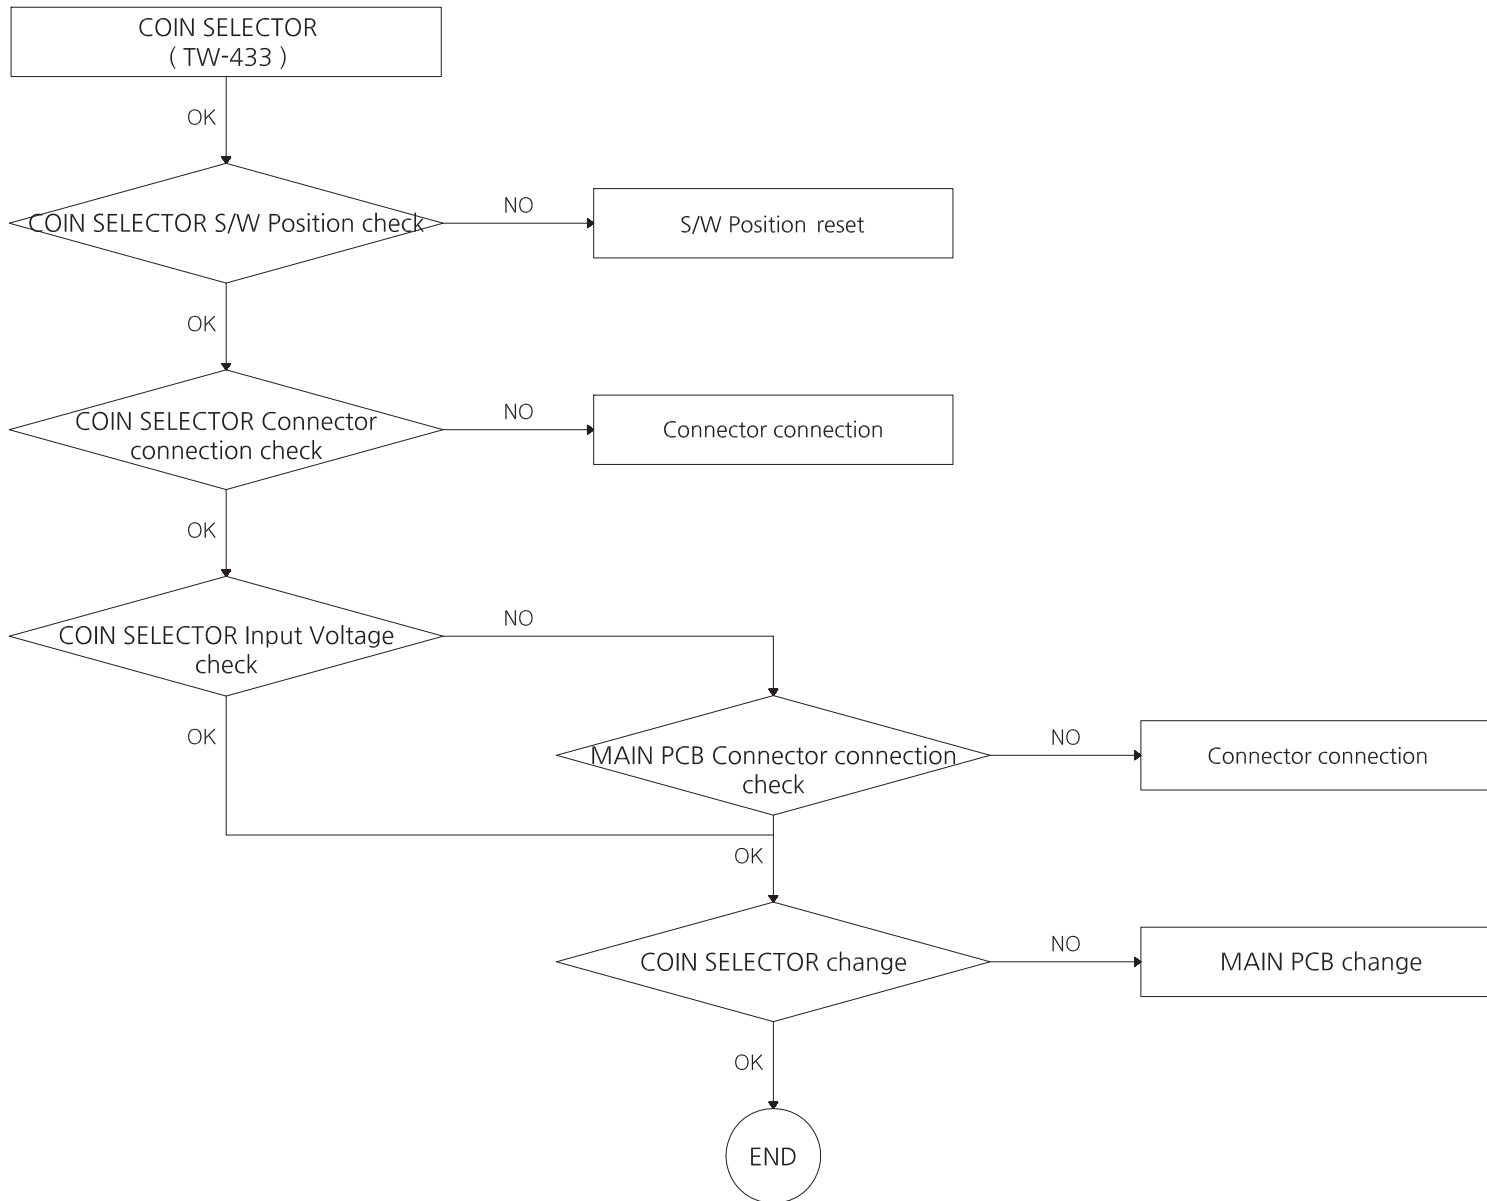 COIN SELECTOR
( TW-433 )
OK
COIN SELECTOR S/W Position check
NO
S/W Position reset
OK
COIN SELECTOR Connector
connection check
NO
Connector connection
OK
COIN SELECTOR Input Voltage
check
NO
OK
MAIN PCB Connector connection
check
NO
Connector connection
OK
COIN SELECTOR change
NO
MAIN PCB change
OK
END